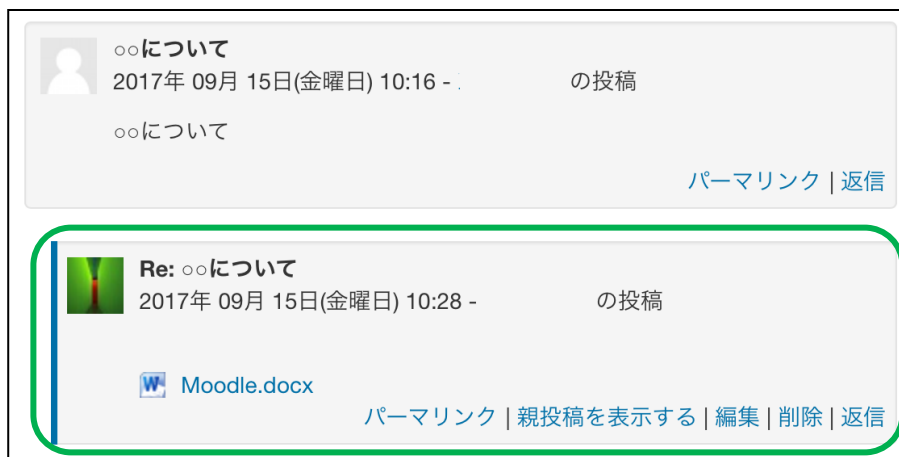 ○○について
2017年 09月 15日(金曜日) 10:16 - の投稿
○○について
パーマリンク | 返信
Re: ○○について
2017年 09月 15日(金曜日) 10:28 - の投稿
Moodle.docx
パーマリンク | 親投稿を表示する | 編集 | 削除 | 返信